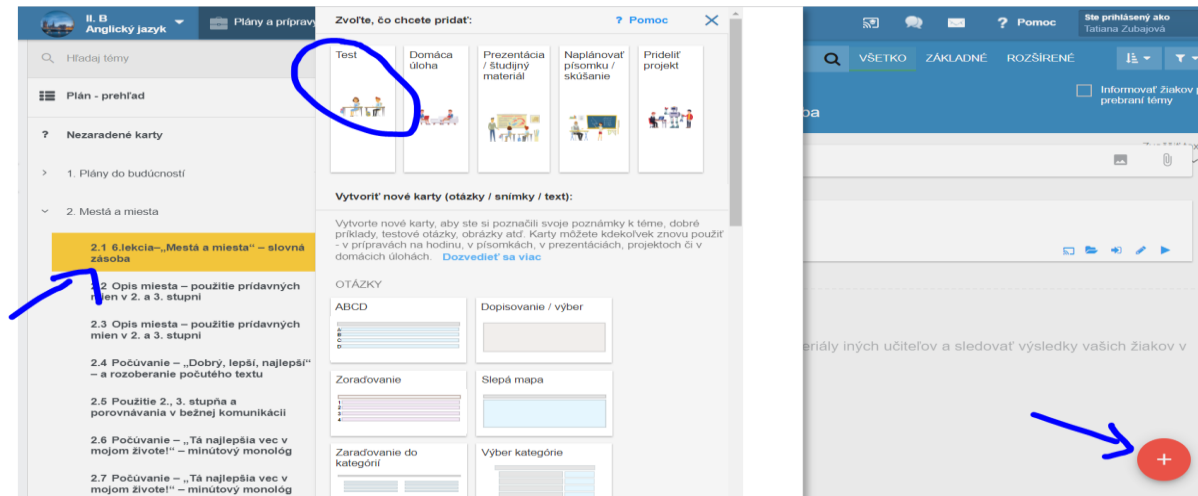 II. B
Anglický jazyk
Plány a prípravy
Hľadaj témy
Plán - prehľad
? Nezaradené karty
1. Plány do budúcností
2. Mestá a miesta
2.1 6.lekcia–„Mestá a miesta“ – slovná
zásoba
2.2 Opis miesta – použitie prídavných
mien v 2. a 3. stupni
2.3 Opis miesta – použitie prídavných
mien v 2. a 3. stupni
2.4 Počúvanie – „Dobrý, lepší, najlepší“
– a rozoberanie počutého textu
2.5 Použitie 2., 3. stupňa a
porovnávania v bežnej komunikácii
2.6 Počúvanie – „Tá najlepšia vec v
mojom živote!“ – minútový monológ
2.7 Počúvanie – „Tá najlepšia vec v
mojom živote!“ – minútový monológ
Zvoľte, čo chcete pridať:
? Pomoc
Test
Domáca
úloha
Prezentácia
/ študijný
materiál
Naplánovať
písomku /
skúšanie
Prideliť
projekt
Vytvoriť nové karty (otázky / snímky / text):
Vytvorte nové karty, aby ste si poznačili svoje poznámky k téme, dobré
príklady, testové otázky, obrázky atď. Karty môžete kdekoľvek znovu použiť
- v prípravách na hodinu, v písomkách, v prezentáciách, projektoch či v
domácich úlohách. Dozvedieť sa viac
OTÁZKY
ABCD
A
B
C
D
Dopisovanie / výber
Zoraďovanie
1
2
3
4
Slepá mapa
Zaraďovanie do
kategórií
Výber kategórie
? Pomoc
Ste prihlásený ako
Tatiana Zubajová
VŠETKO ZÁKLADNÉ ROZŠÍRENÉ
Informovať žiakov p
prebraní témy
ba
eriály iných učiteľov a sledovať výsledky vašich žiakov v
+